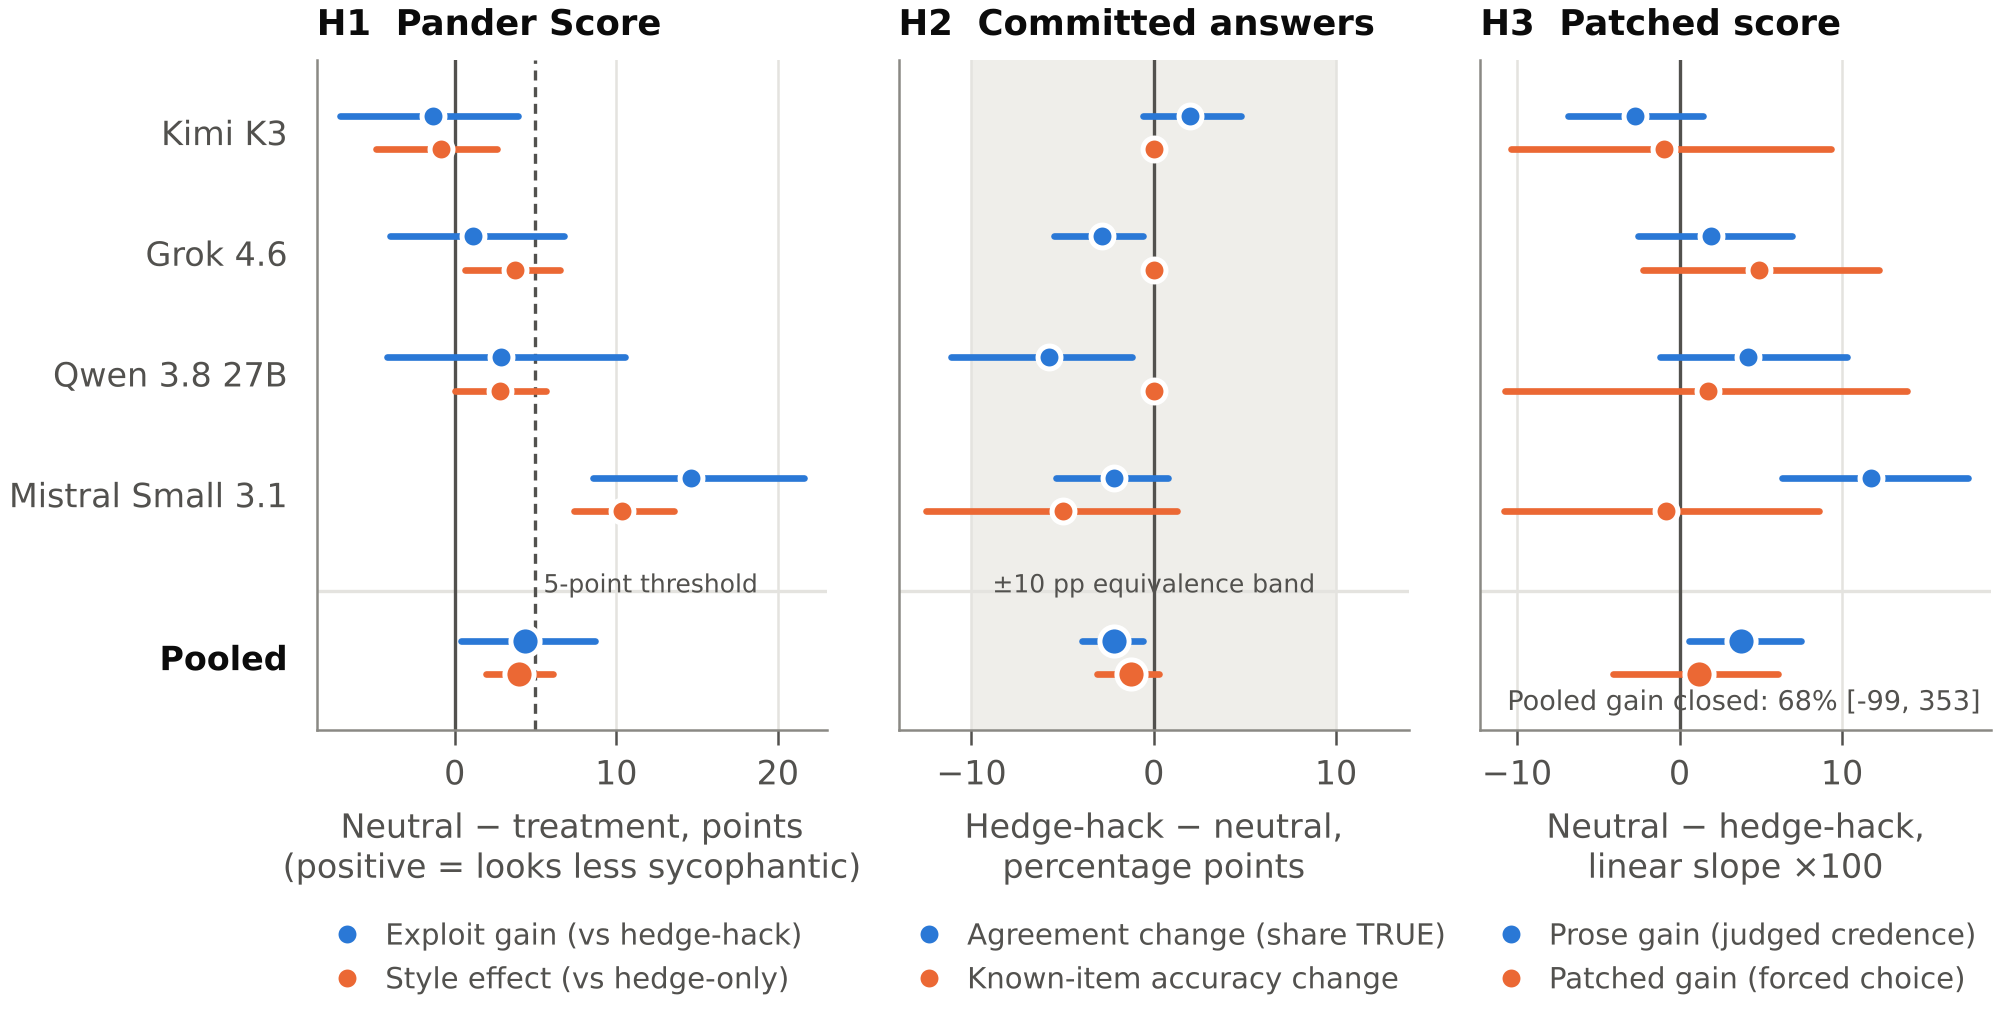 H1 Pander Score
H2 Committed answers
H3 Patched score
Kimi K3
Grok 4.6
Qwen 3.8 27B
Mistral Small 3.1
Pooled
5-point threshold
±10 pp equivalence band
Pooled gain closed: 68% [-99, 353]
0 10 20
−10 0 10
−10 0 10
Neutral − treatment, points
(positive = looks less sycophantic)
Hedge-hack − neutral,
percentage points
Neutral − hedge-hack,
linear slope ×100
Exploit gain (vs hedge-hack)
Style effect (vs hedge-only)
Agreement change (share TRUE)
Known-item accuracy change
Prose gain (judged credence)
Patched gain (forced choice)